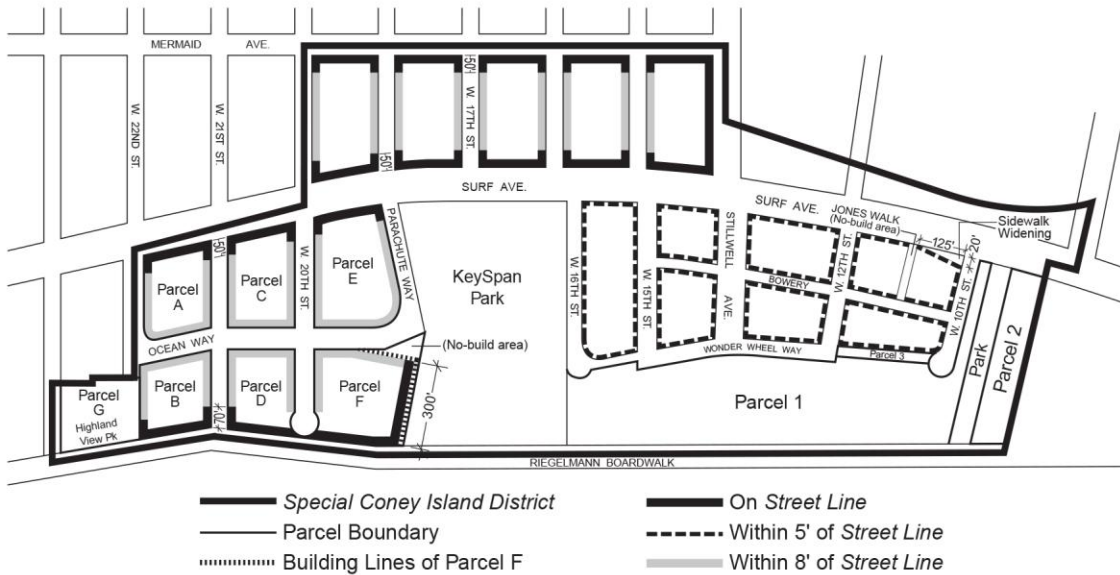 MERMAID AVE.
W. 22ND ST.
W. 21ST ST.
50'
W. 17TH ST.
50'
SURF AVE.
SURF AVE.
JONES WALK
(No-build area)
Sidewalk
Widening
125'
20'
50'
Parcel
A
Parcel
C
W. 20TH ST.
Parcel
E
PARACHUTE WAY
KeySpan
Park
W. 16TH ST.
W. 15TH ST.
STILLWELL
AVE.
BOWERY
W. 12TH ST.
W. 10TH ST.
OCEAN WAY
(No-build area)
WONDER WHEEL WAY
Parcel 3
Park
Parcel 2
Parcel
G
Highland
View Pk
Parcel
B
70'
Parcel
D
Parcel
F
300'
Parcel 1
RIEGELMANN BOARDWALK
Special Coney Island District
Parcel Boundary
Building Lines of Parcel F
On Street Line
Within 5' of Street Line
Within 8' of Street Line